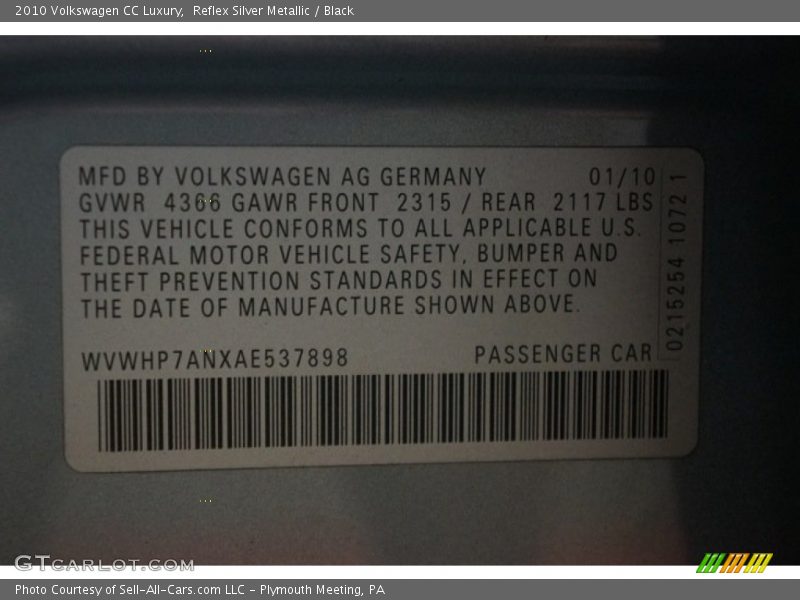 2010 Volkswagen CC Luxury,  Reflex Silver Metallic / Black
MFD BY VOLKSWAGEN AG GERMANY 01/10
GVWR 4366 GAWR FRONT 2315 / REAR 2117 LBS
THIS VEHICLE CONFORMS TO ALL APPLICABLE U.S.
FEDERAL MOTOR VEHICLE SAFETY, BUMPER AND
THEFT PREVENTION STANDARDS IN EFFECT ON
THE DATE OF MANUFACTURE SHOWN ABOVE.
WVWHP7ANXAE537898 PASSENGER CAR
0215254 1072 1
GTCARLOT.COM
Photo Courtesy of Sell-All-Cars.com LLC - Plymouth Meeting, PA